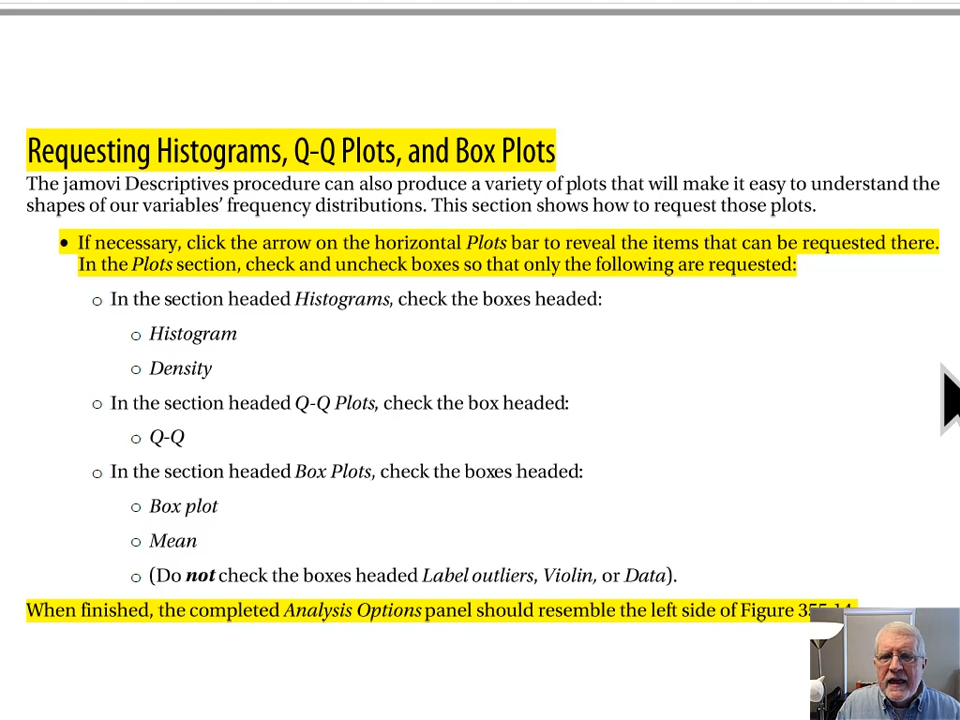 Requesting Histograms, Q-Q Plots, and Box Plots
The jamovi Descriptives procedure can also produce a variety of plots that will make it easy to understand the
shapes of our variables’ frequency distributions. This section shows how to request those plots.
• If necessary, click the arrow on the horizontal Plots bar to reveal the items that can be requested there.
In the Plots section, check and uncheck boxes so that only the following are requested:
○ In the section headed Histograms, check the boxes headed:
○ Histogram
○ Density
○ In the section headed Q-Q Plots, check the box headed:
○ Q-Q
○ In the section headed Box Plots, check the boxes headed:
○ Box plot
○ Mean
○ (Do not check the boxes headed Label outliers, Violin, or Data).
When finished, the completed Analysis Options panel should resemble the left side of Figure